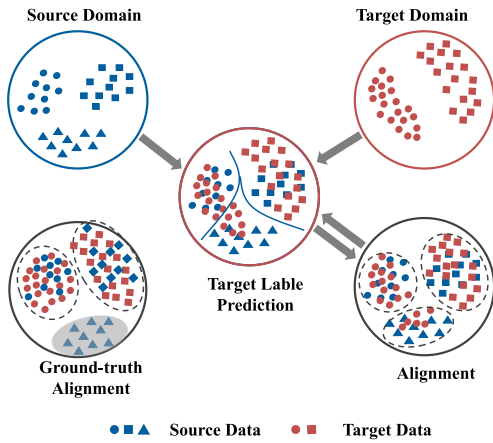 Source Domain
Target Domain
Target Lable
Prediction
Ground-truth
Alignment
Alignment
Source Data
Target Data